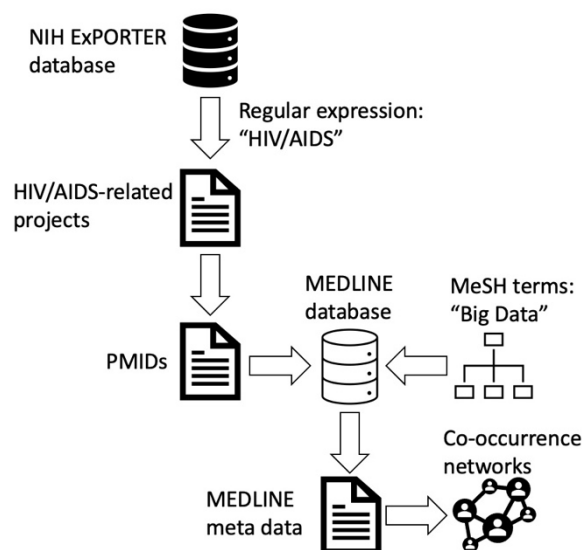 NIH ExPORTER
database
Regular expression:
“HIV/AIDS”
HIV/AIDS-related
projects
MEDLINE
database
MeSH terms:
“Big Data”
PMIDs
Co-occurrence
networks
MEDLINE
meta data